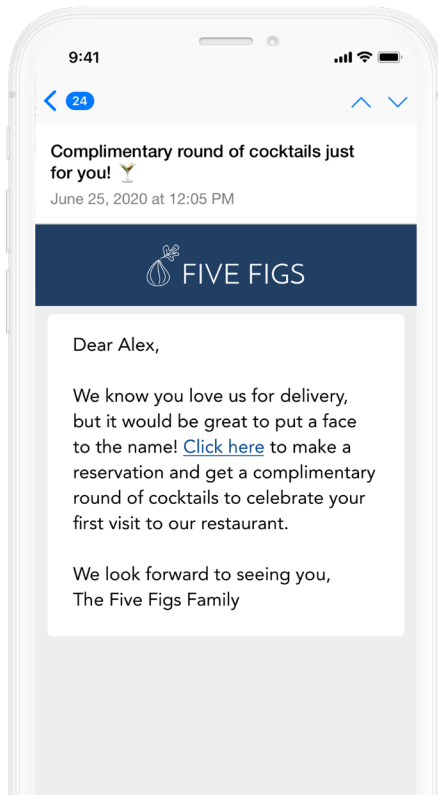 9:41
24
Complimentary round of cocktails just
for you! 🍸
June 25, 2020 at 12:05 PM
FIVE FIGS
Dear Alex,
We know you love us for delivery,
but it would be great to put a face
to the name! Click here to make a
reservation and get a complimentary
round of cocktails to celebrate your
first visit to our restaurant.
We look forward to seeing you,
The Five Figs Family